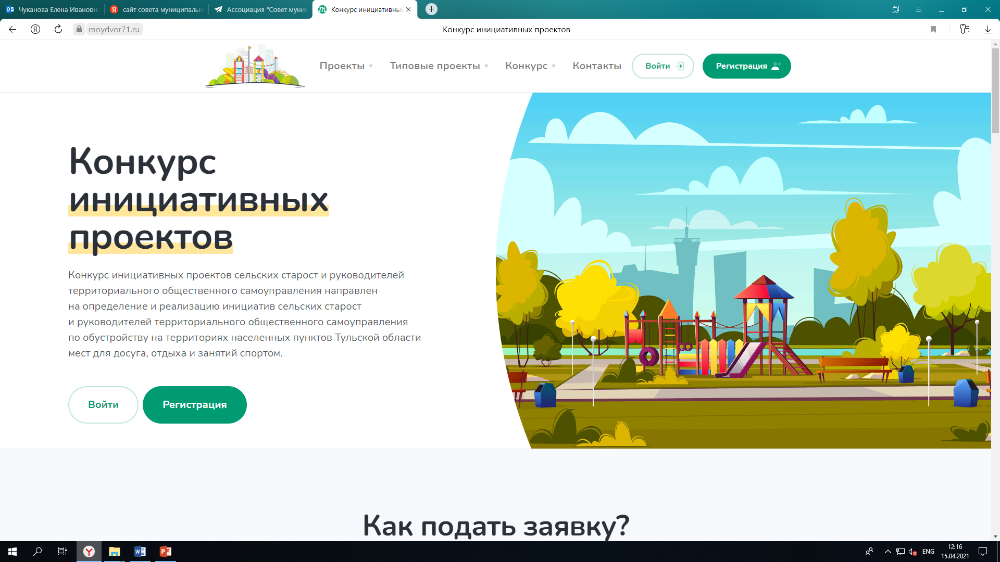 Чуканова Елена Ивановна
сайт совета муниципальн
Ассоциация "Совет муни
Конкурс инициативных
moydvor71.ru
Конкурс инициативных проектов
Проекты
Типовые проекты
Конкурс
Контакты
Войти
Регистрация
Конкурс
инициативных
проектов
Конкурс инициативных проектов сельских старост и руководителей
территориального общественного самоуправления направлен
на определение и реализацию инициатив сельских старост
и руководителей территориального общественного самоуправления
по обустройству на территориях населенных пунктов Тульской области
мест для досуга, отдыха и занятий спортом.
Войти
Регистрация
Как подать заявку?
ENG
12:16
15.04.2021